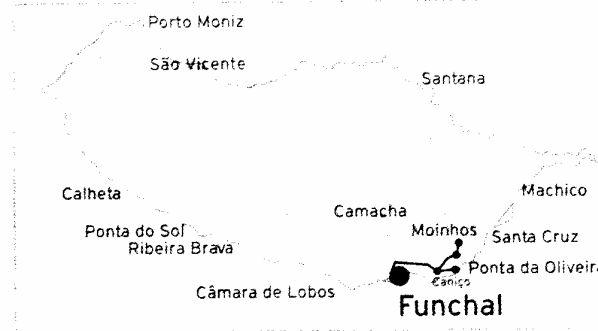 Porto Moniz
São Vicente
Santana
Calheta
Machico
Camacha
Ponta do Sol
Moinhos
Santa Cruz
Ribeira Brava
Ponta da Oliveira
Caniço
Câmara de Lobos
Funchal